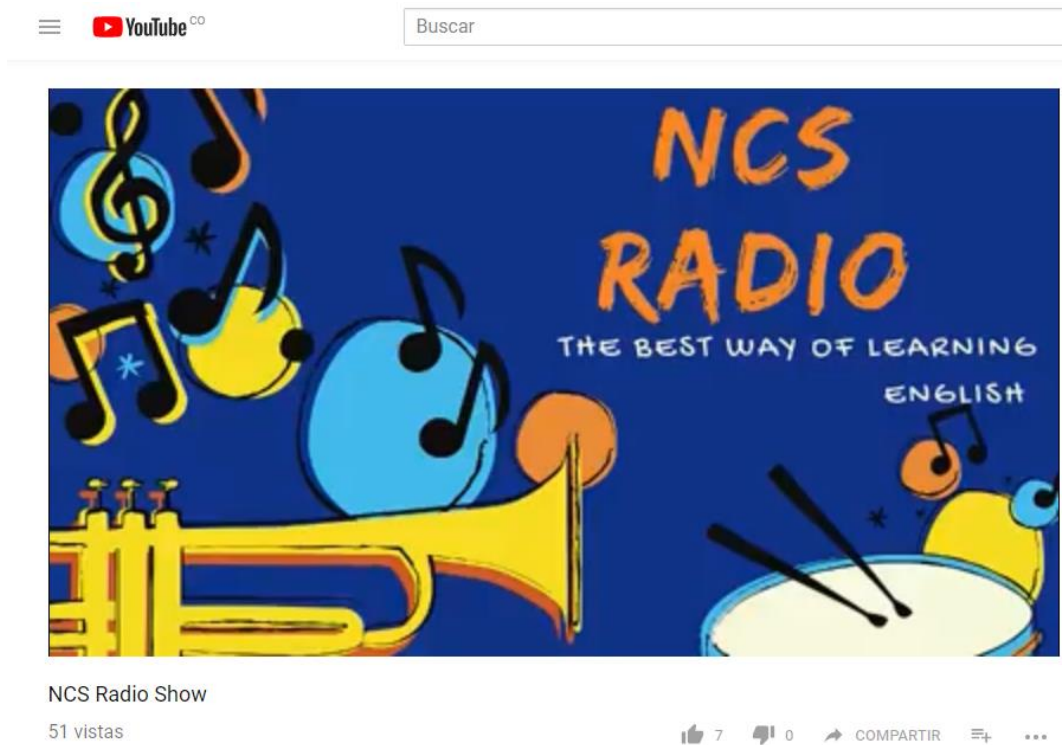 YouTube CO
Buscar
NCS
RADIO
THE BEST WAY OF LEARNING
ENGLISH
NCS Radio Show
51 vistas
7 0 COMPARTIR